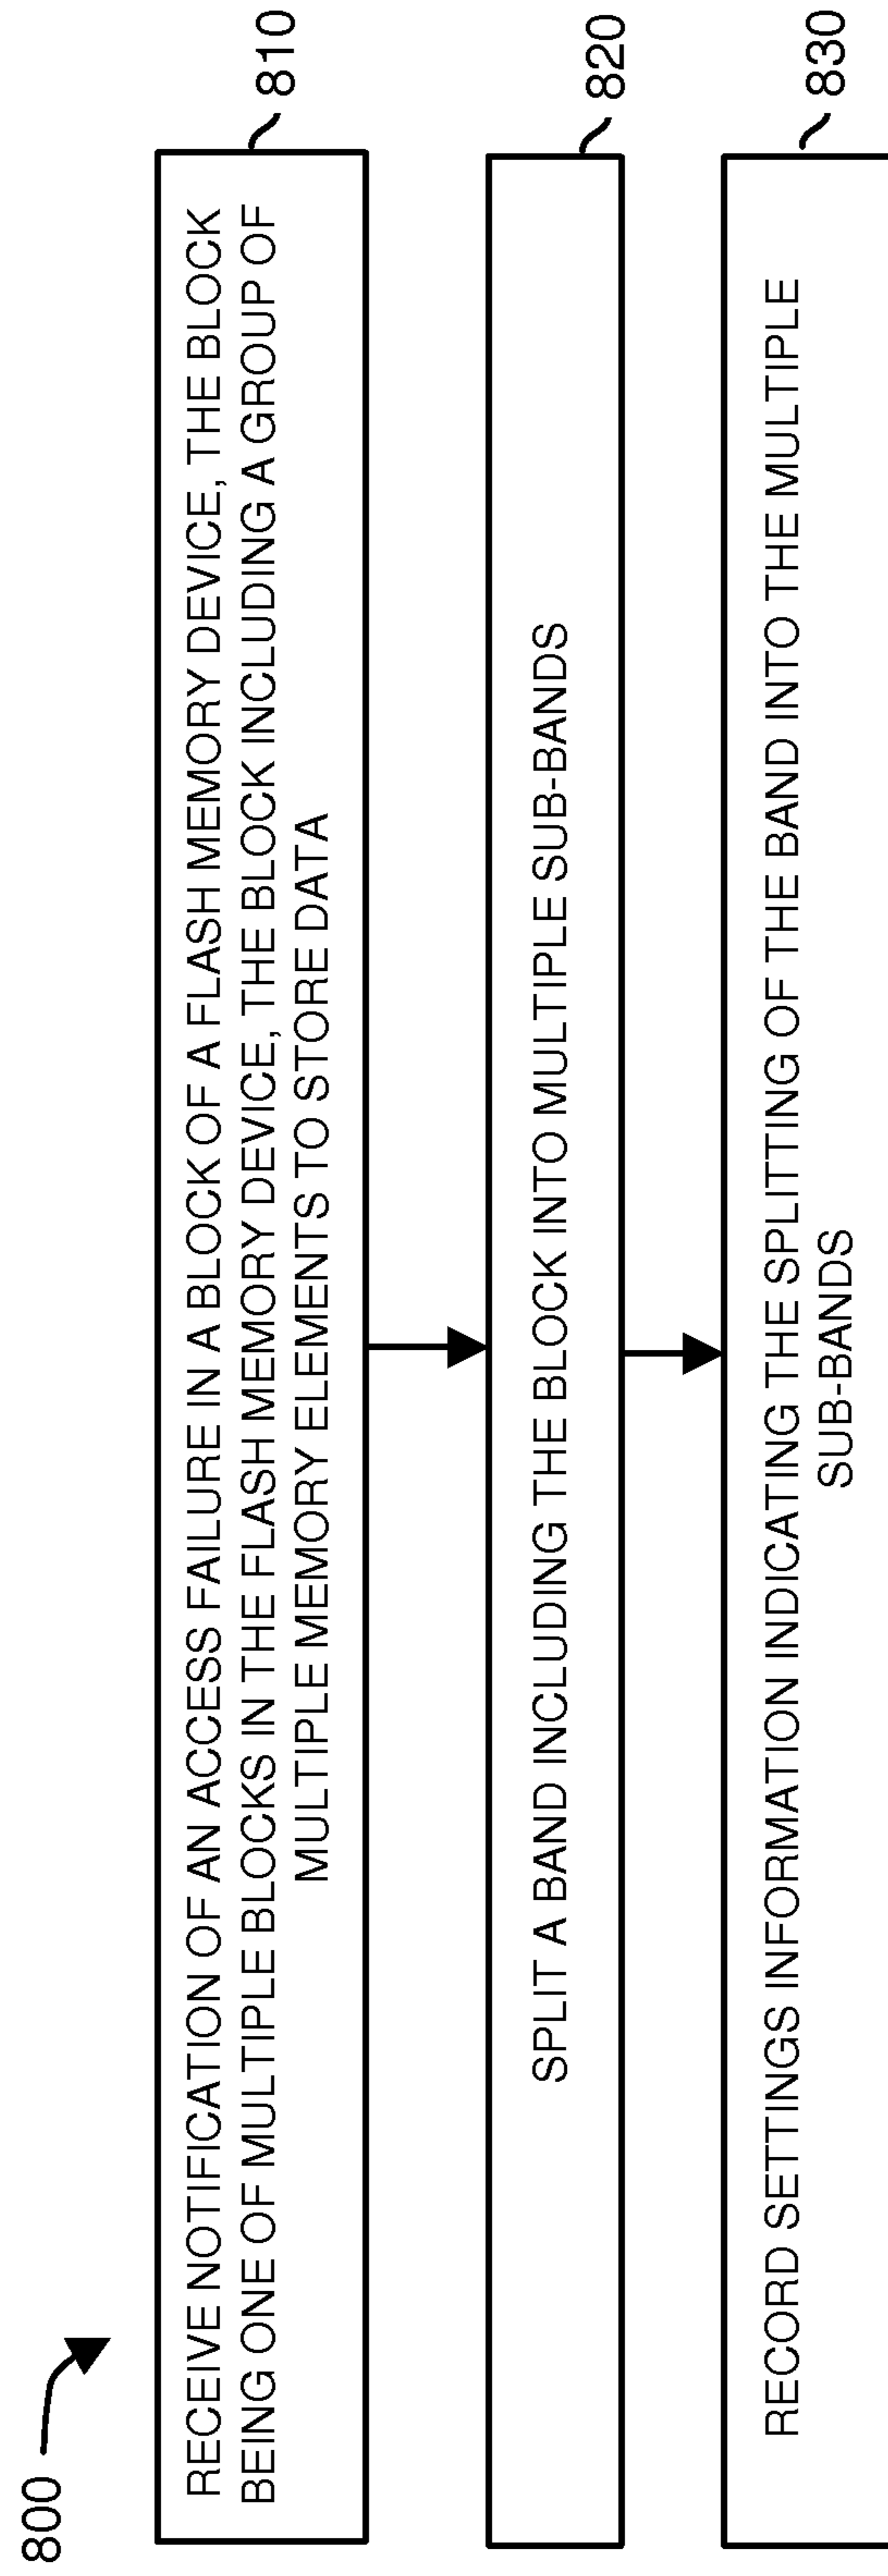 800
RECEIVE NOTIFICATION OF AN ACCESS FAILURE IN A BLOCK OF A FLASH MEMORY DEVICE, THE BLOCK
BEING ONE OF MULTIPLE BLOCKS IN THE FLASH MEMORY DEVICE, THE BLOCK INCLUDING A GROUP OF
MULTIPLE MEMORY ELEMENTS TO STORE DATA
810
SPLIT A BAND INCLUDING THE BLOCK INTO MULTIPLE SUB-BANDS
820
RECORD SETTINGS INFORMATION INDICATING THE SPLITTING OF THE BAND INTO THE MULTIPLE
SUB-BANDS
830